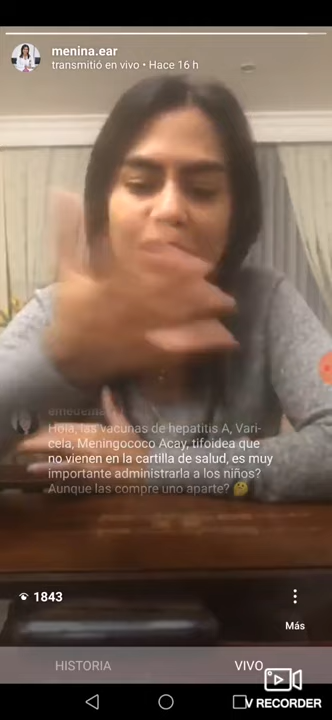 menina.ear
transmitió en vivo • Hace 16 h
Hola, las vacunas de hepatitis A, Vari-
cela, Meningococo Acay, tifoidea que
no vienen en la cartilla de salud, es muy
importante administrarla a los niños?
Aunque las compre uno aparte? 🤔
1843
Más
HISTORIA
VIVO
V RECORDER